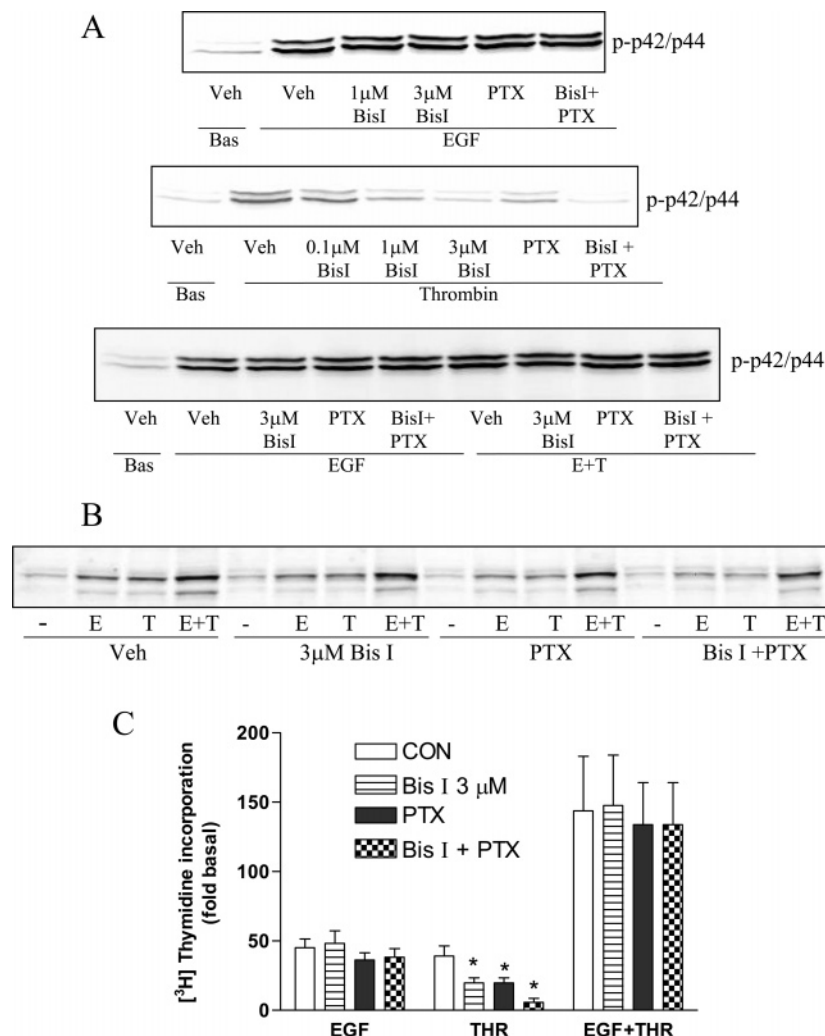 A
p-p42/p44
Veh Veh 1μM 3μM PTX BisI+
BisI BisI PTX
Bas EGF
p-p42/p44
Veh Veh 0.1μM 1μM 3μM PTX BisI +
BisI BisI BisI PTX
Bas Thrombin
p-p42/p44
Veh Veh 3μM PTX BisI+ Veh 3μM PTX BisI +
BisI PTX BisI PTX
Bas EGF E+T
B
- E T E+T - E T E+T - E T E+T - E T E+T
Veh 3μM Bis I PTX Bis I +PTX
C
[³H] Thymidine incorporation
(fold basal)
200
150
100
50
0
CON
Bis I 3 μM
PTX
Bis I + PTX
* * *
EGF THR EGF+THR